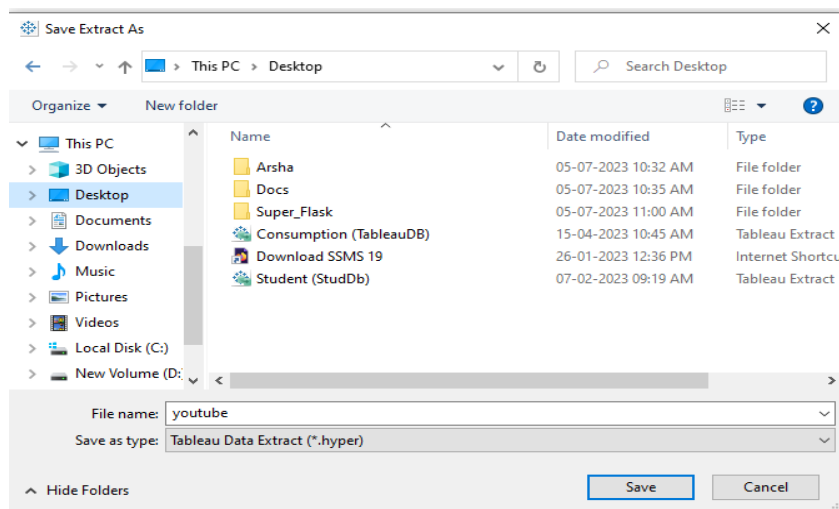 Save Extract As
This PC > Desktop
Search Desktop
Organize
New folder
Name Date modified Type
This PC
3D Objects
Desktop
Documents
Downloads
Music
Pictures
Videos
Local Disk (C:)
New Volume (D:
Arsha 05-07-2023 10:32 AM File folder
Docs 05-07-2023 10:35 AM File folder
Super_Flask 05-07-2023 11:00 AM File folder
Consumption (TableauDB) 15-04-2023 10:45 AM Tableau Extract
Download SSMS 19 26-01-2023 12:36 PM Internet Shortcu
Student (StudDb) 07-02-2023 09:19 AM Tableau Extract
File name: youtube
Save as type: Tableau Data Extract (*.hyper)
Hide Folders
Save
Cancel